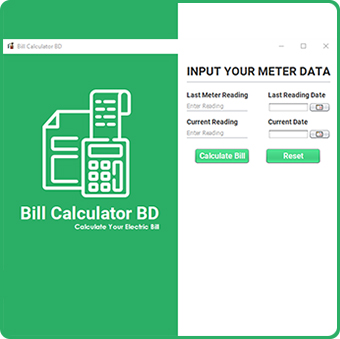 Bill Calculator BD
INPUT YOUR METER DATA
Last Meter Reading
Last Reading Date
Enter Reading
Current Reading
Current Date
Enter Reading
Calculate Bill
Reset
Bill Calculator BD
Calculate Your Electric Bill